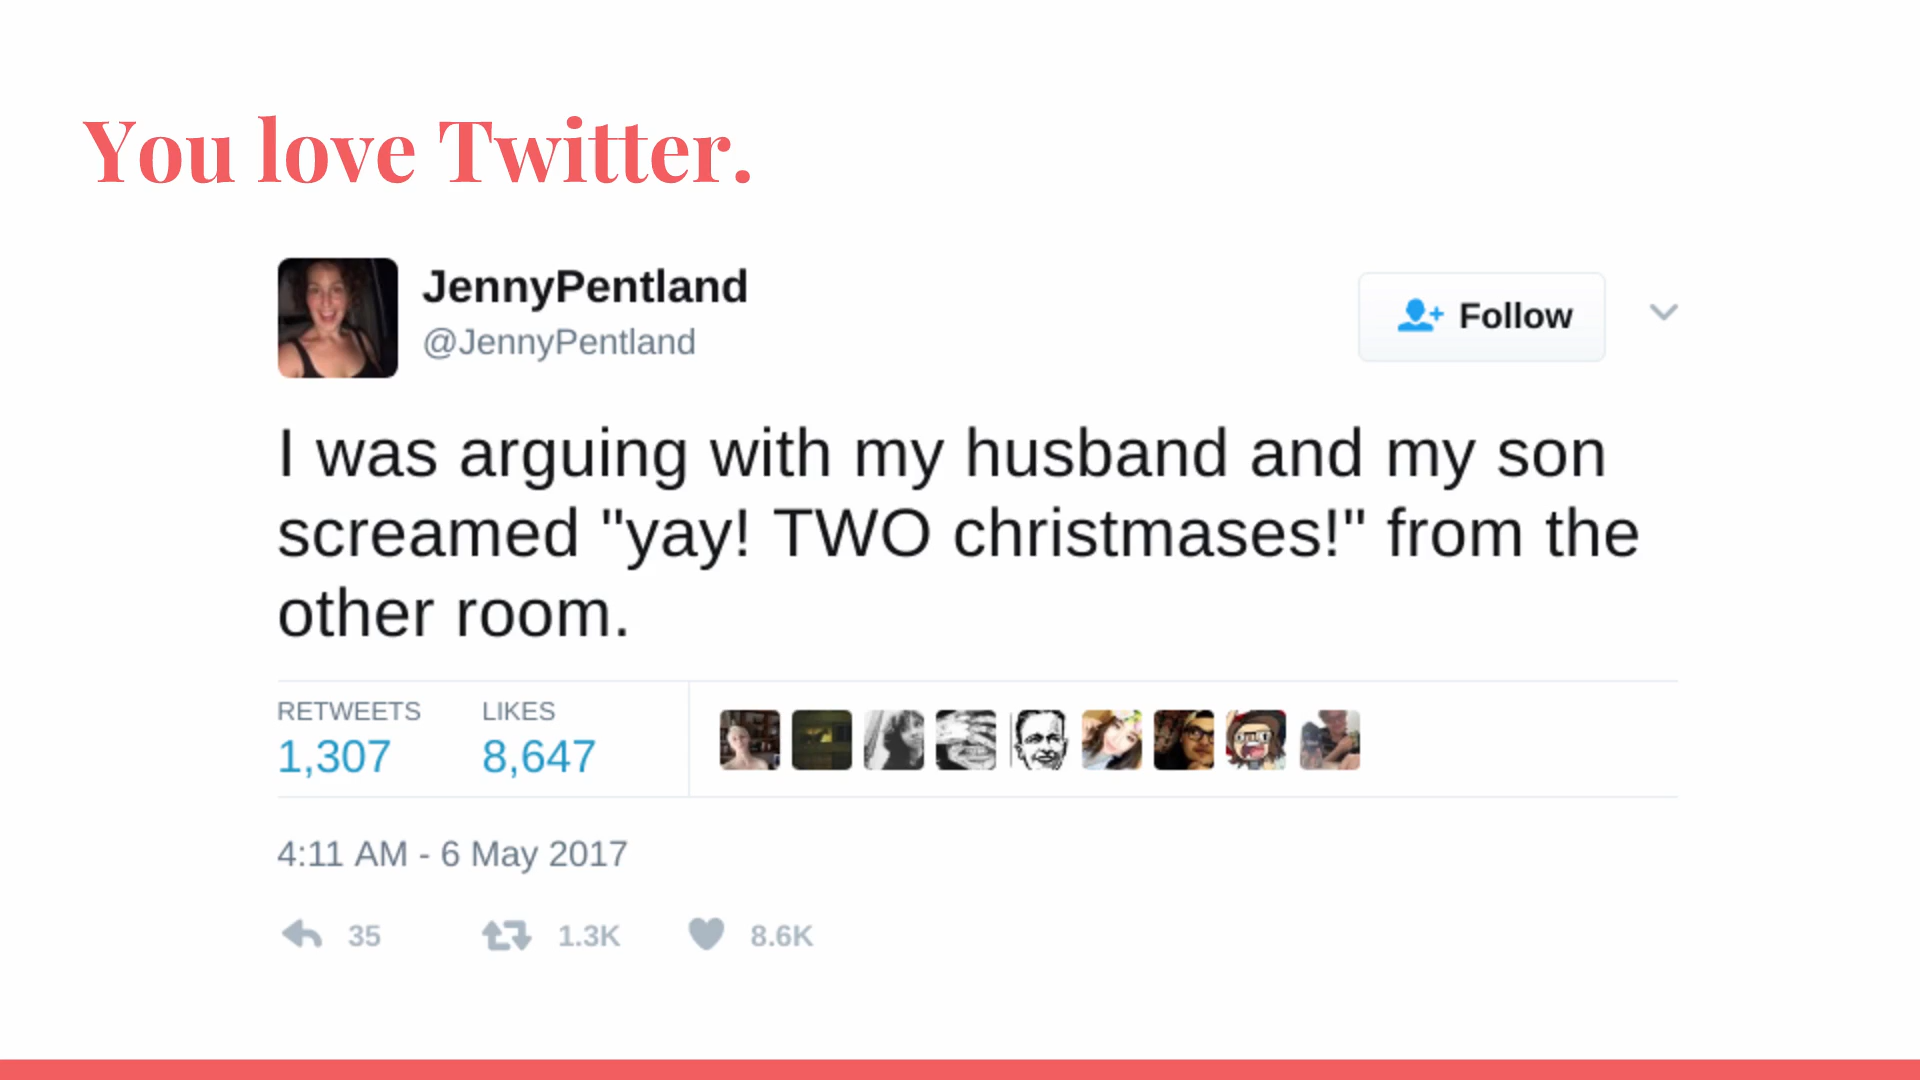 You love Twitter.
JennyPentland
@JennyPentland
Follow
I was arguing with my husband and my son
screamed "yay! TWO christmases!" from the
other room.
RETWEETS LIKES
1,307 8,647
4:11 AM - 6 May 2017
35 1.3K 8.6K